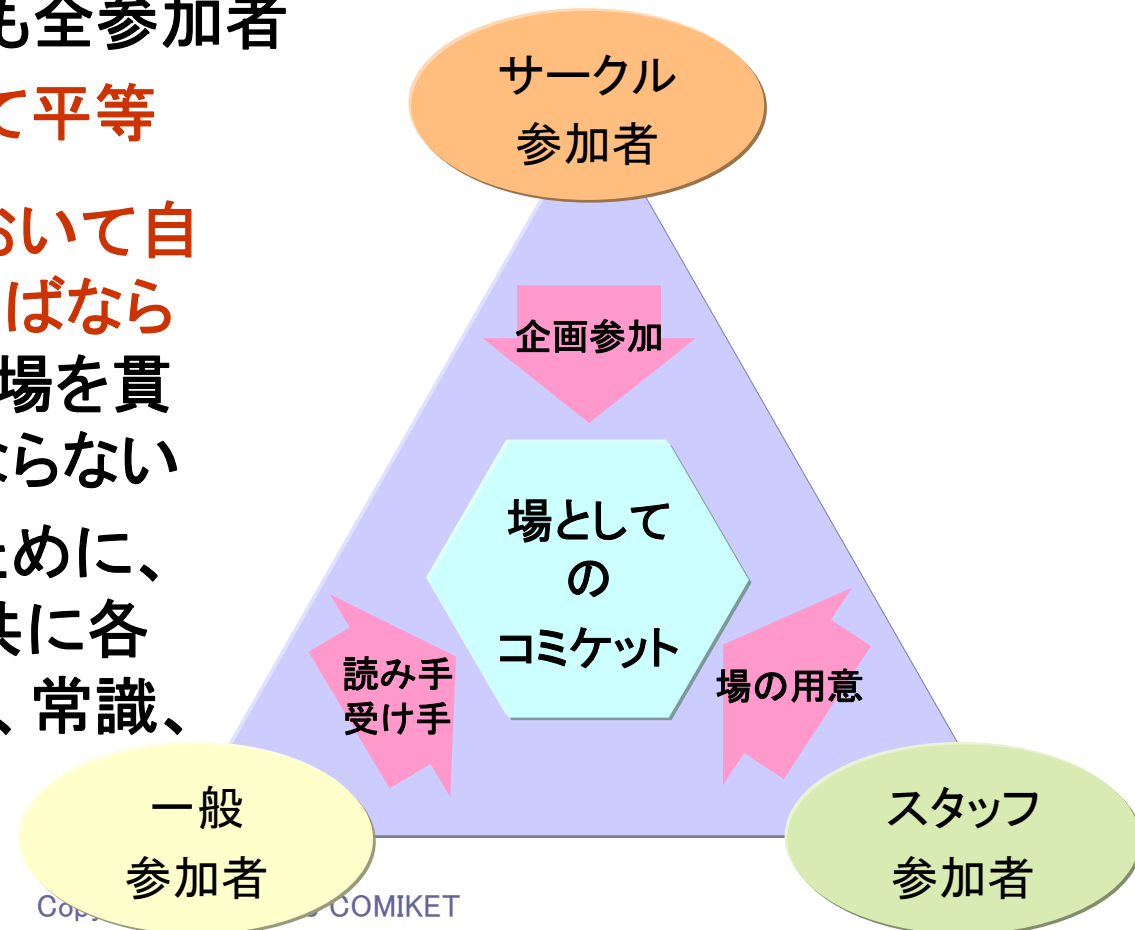 も全参加者
て平等
おいて自
ばなら
場を貫
ならない
ために、
共に各
、常識、
サークル
参加者
企画参加
場として
の
コミケット
読み手
受け手
場の用意
一般
参加者
スタッフ
参加者
COMIKET